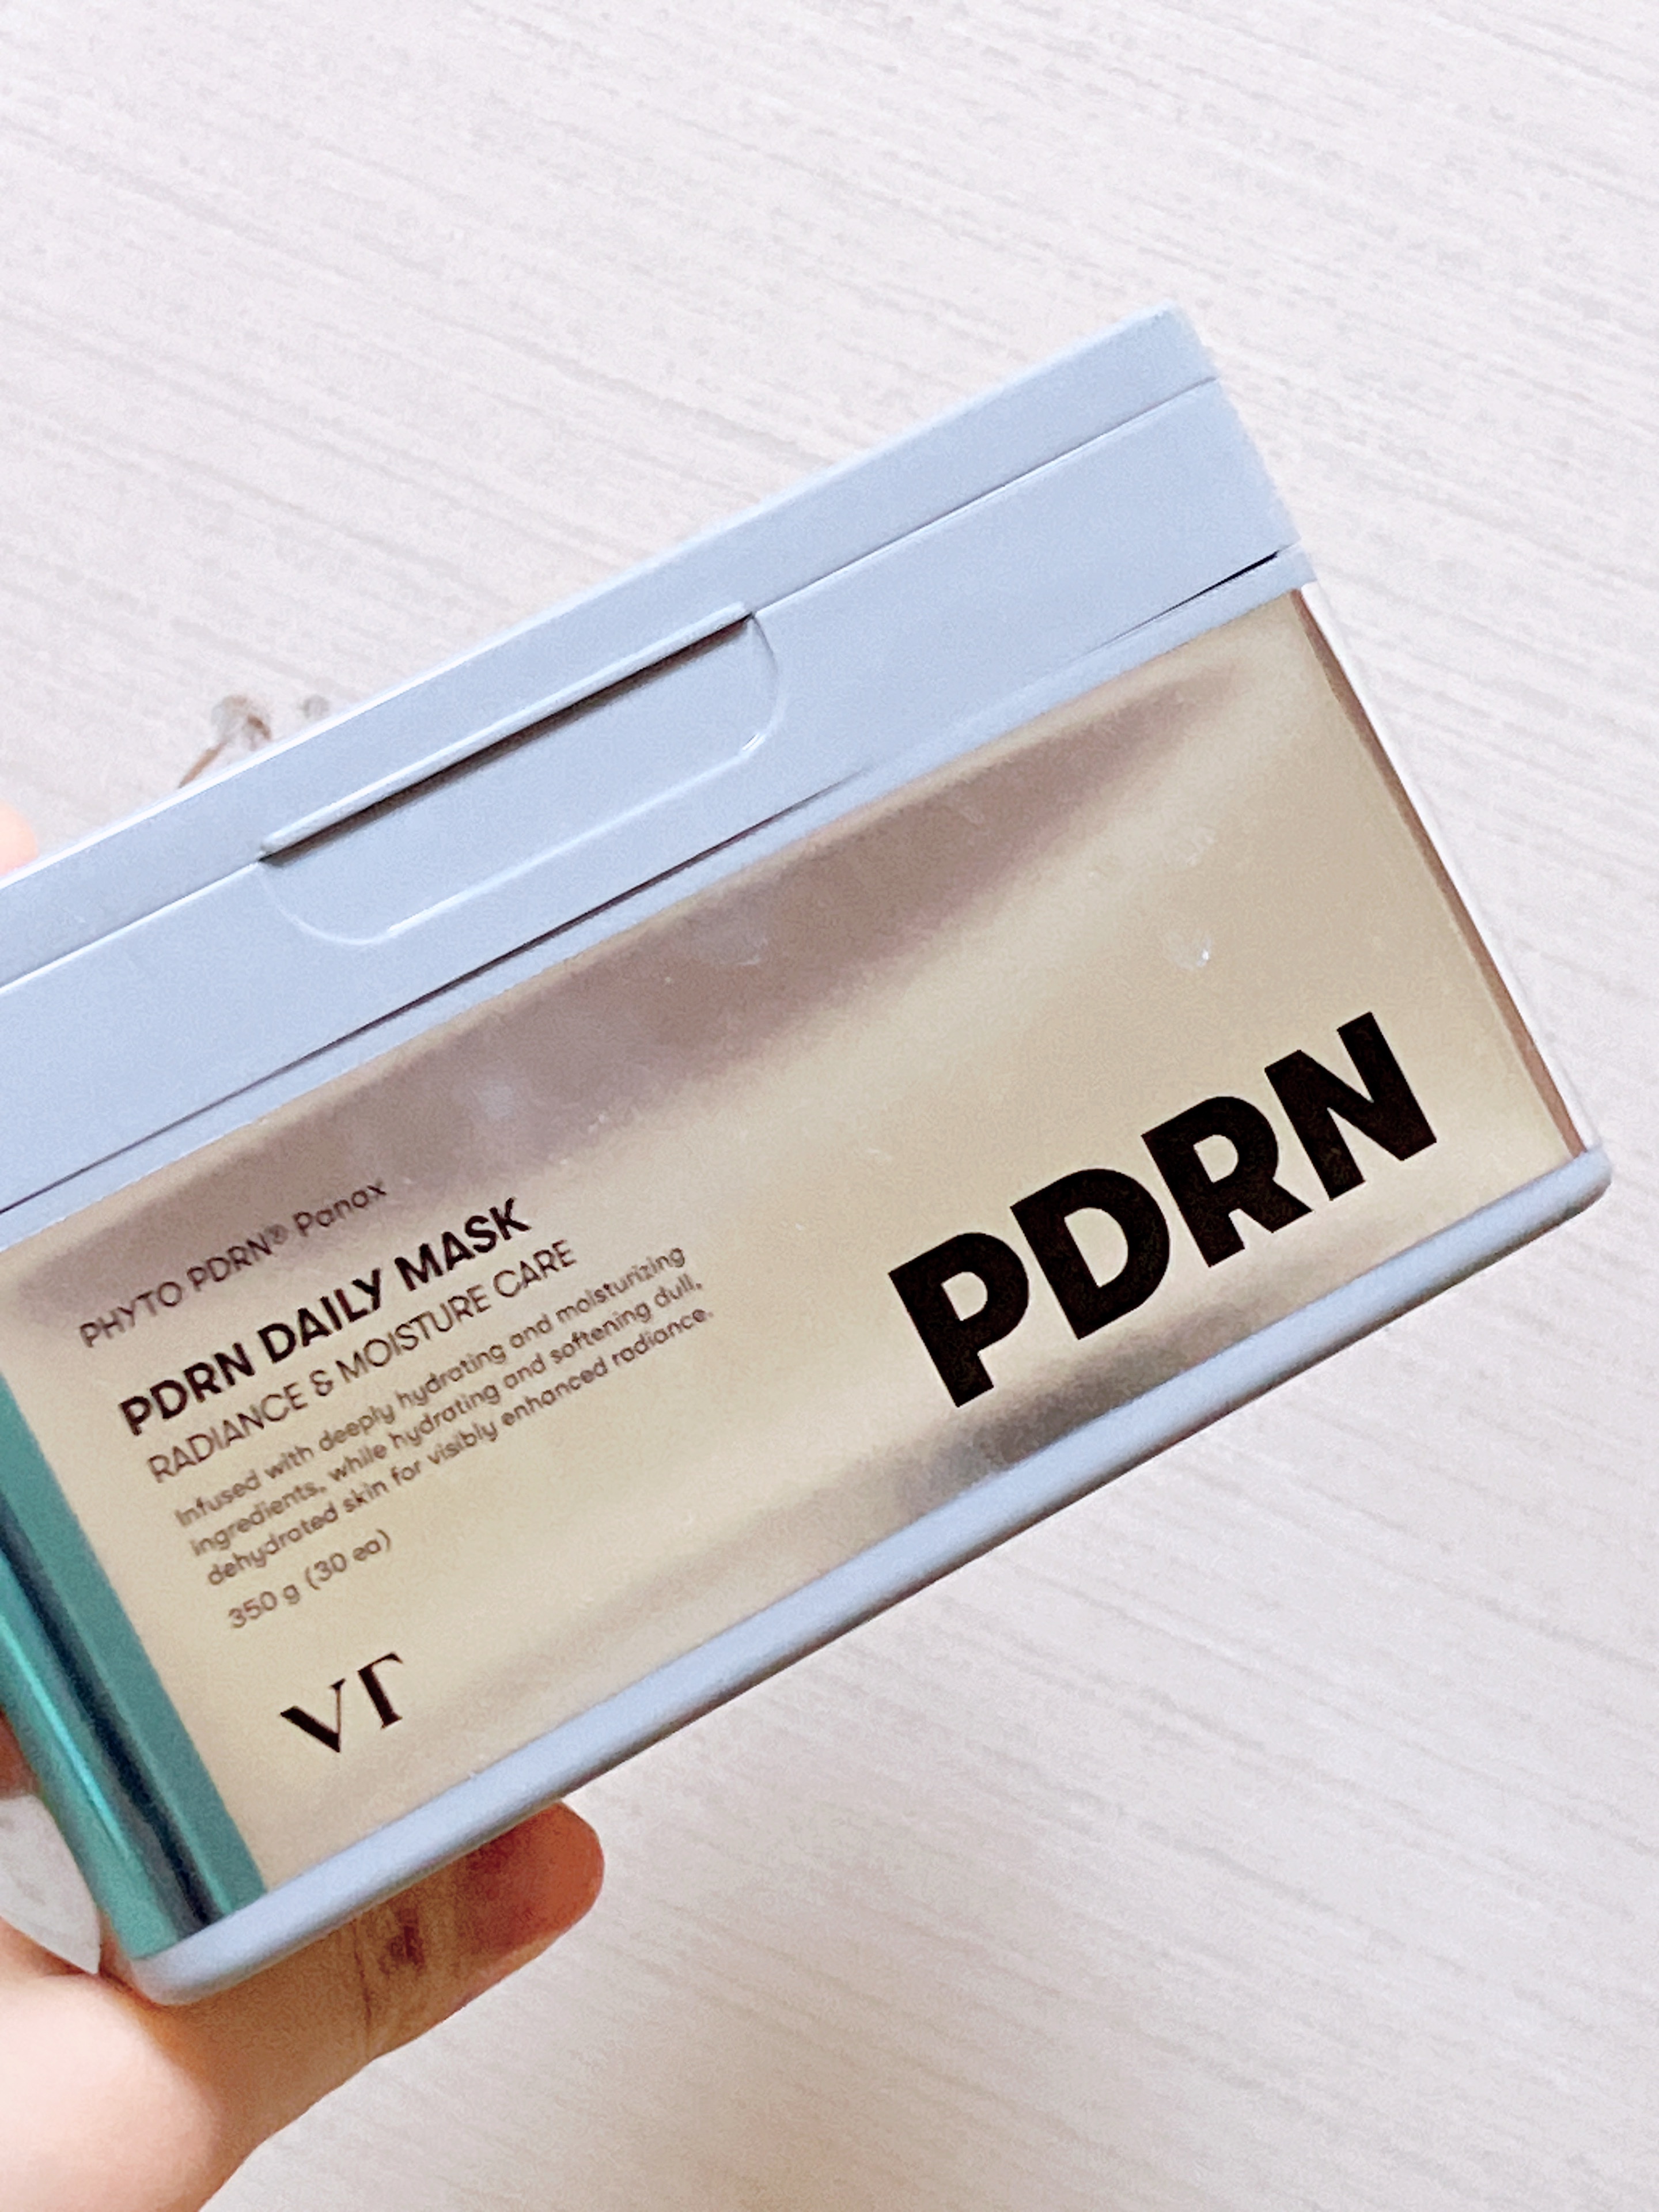 PHYTO PDRN® Panax
PDRN DAILY MASK
RADIANCE & MOISTURE CARE
Infused with deeply hydrating and moisturizing
ingredients, while hydrating and softening dull,
dehydrated skin for visibly enhanced radiance.
350 g (30 ea)
VT
PDRN